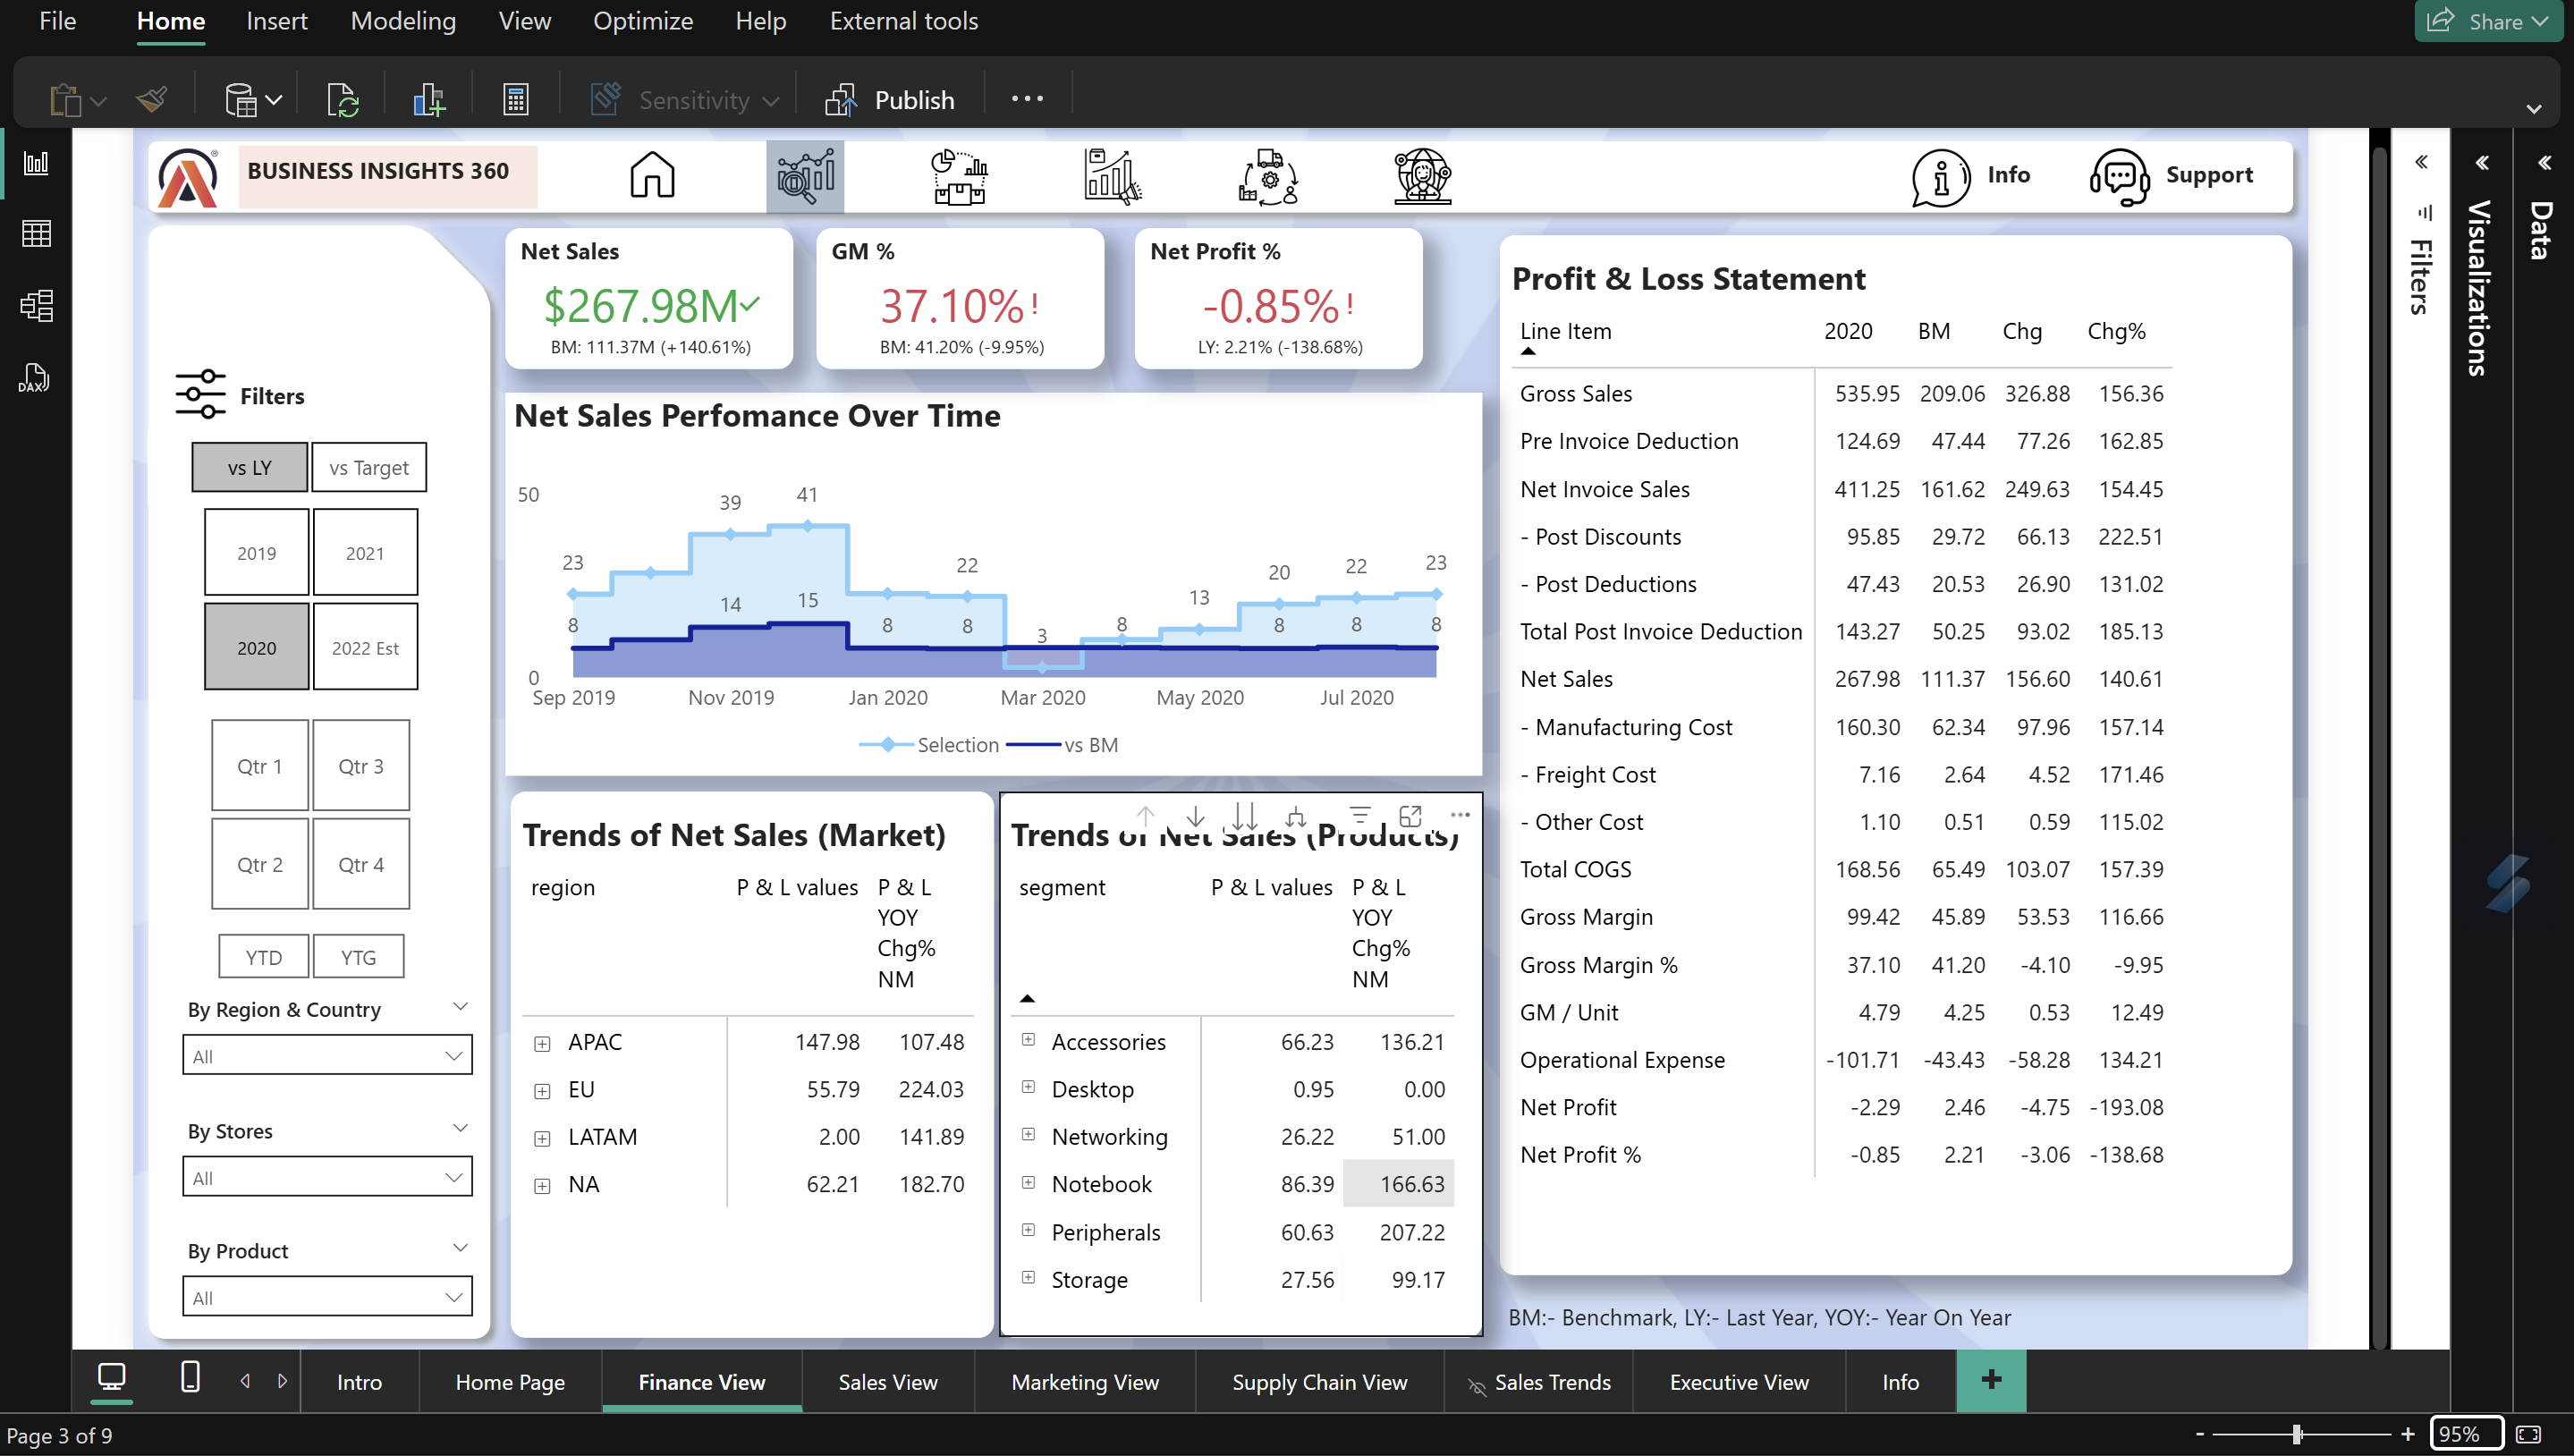 File Home Insert Modeling View Optimize Help External tools Share
Sensitivity Publish
BUSINESS INSIGHTS 360 Info Support
Filters
Visualizations
Data
DAX
Net Sales
$267.98M
BM: 111.37M (+140.61%)
GM %
37.10%!
BM: 41.20% (-9.95%)
Net Profit %
-0.85%!
LY: 2.21% (-138.68%)
Filters
vs LY vs Target
2019 2021
2020 2022 Est
Qtr 1 Qtr 3
Qtr 2 Qtr 4
YTD YTG
By Region & Country
All
By Stores
All
By Product
All
Net Sales Perfomance Over Time
50
0
23 39 41 22 3 8 13 20 22 23
8 14 15 8 8 8 8 8
Sep 2019 Nov 2019 Jan 2020 Mar 2020 May 2020 Jul 2020
Selection vs BM
Trends of Net Sales (Market)
region P & L values P & L YOY Chg% NM
APAC 147.98 107.48
EU 55.79 224.03
LATAM 2.00 141.89
NA 62.21 182.70
Trends of Net Sales (Products)
segment P & L values P & L YOY Chg% NM
Accessories 66.23 136.21
Desktop 0.95 0.00
Networking 26.22 51.00
Notebook 86.39 166.63
Peripherals 60.63 207.22
Storage 27.56 99.17
Profit & Loss Statement
Line Item 2020 BM Chg Chg%
Gross Sales 535.95 209.06 326.88 156.36
Pre Invoice Deduction 124.69 47.44 77.26 162.85
Net Invoice Sales 411.25 161.62 249.63 154.45
- Post Discounts 95.85 29.72 66.13 222.51
- Post Deductions 47.43 20.53 26.90 131.02
Total Post Invoice Deduction 143.27 50.25 93.02 185.13
Net Sales 267.98 111.37 156.60 140.61
- Manufacturing Cost 160.30 62.34 97.96 157.14
- Freight Cost 7.16 2.64 4.52 171.46
- Other Cost 1.10 0.51 0.59 115.02
Total COGS 168.56 65.49 103.07 157.39
Gross Margin 99.42 45.89 53.53 116.66
Gross Margin % 37.10 41.20 -4.10 -9.95
GM / Unit 4.79 4.25 0.53 12.49
Operational Expense -101.71 -43.43 -58.28 134.21
Net Profit -2.29 2.46 -4.75 -193.08
Net Profit % -0.85 2.21 -3.06 -138.68
BM:- Benchmark, LY:- Last Year, YOY:- Year On Year
Intro Home Page Finance View Sales View Marketing View Supply Chain View Sales Trends Executive View Info +
Page 3 of 9 - + 95%